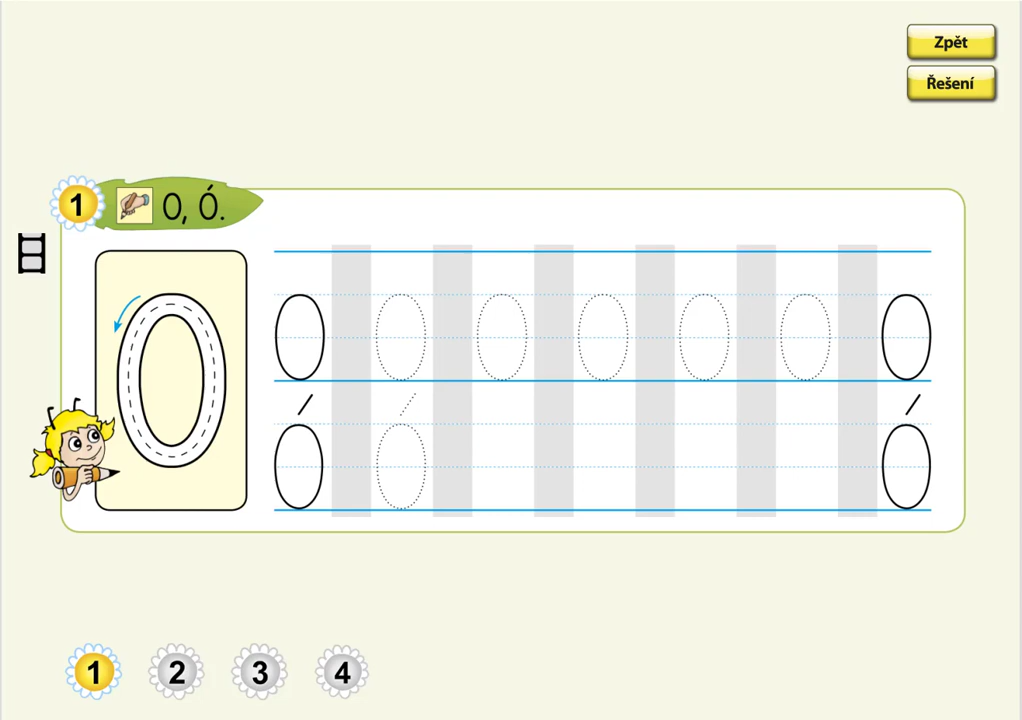 Zpět
Řešení
1 O, Ó.
O O O O O O O
Ó Ó Ó
1 2 3 4